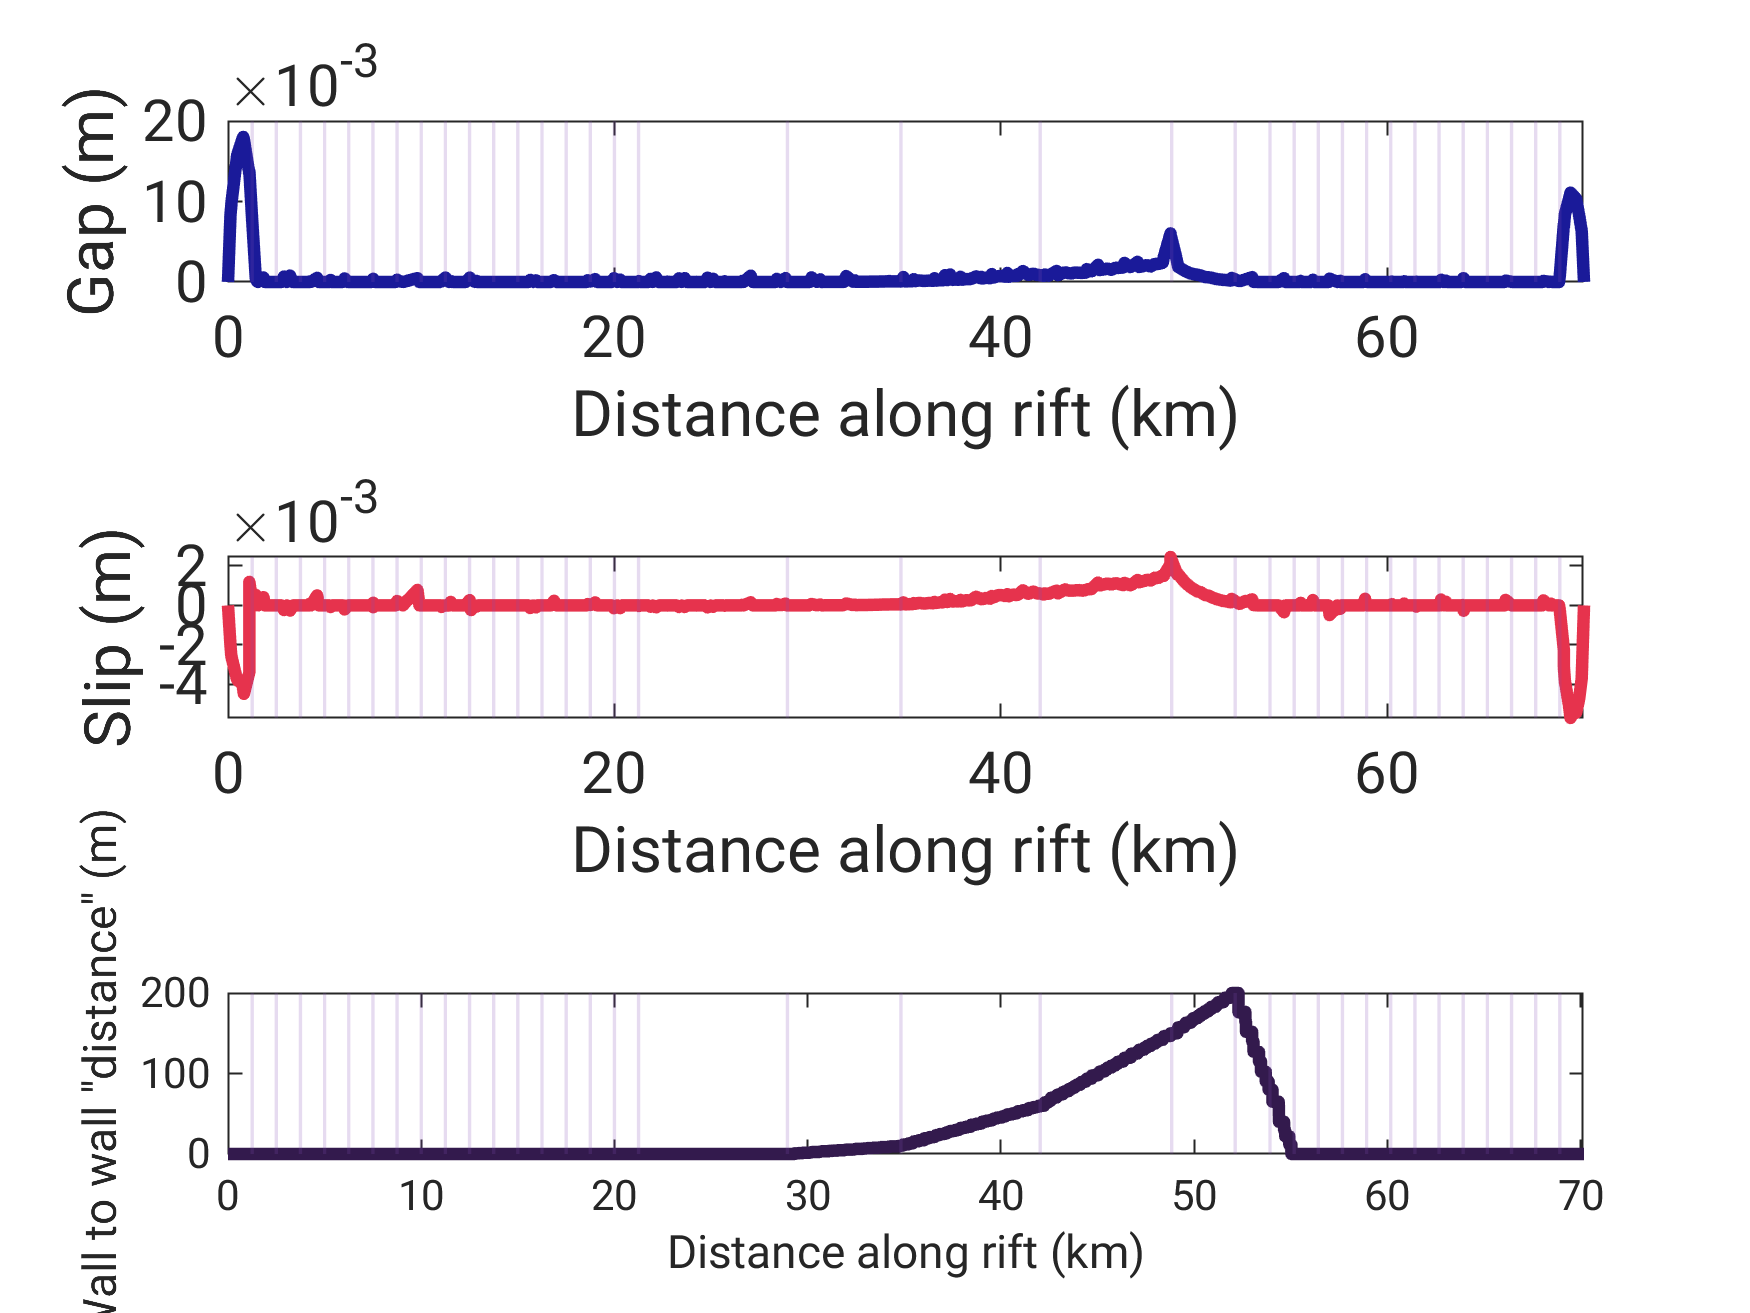 ×10-3
Gap (m)
20
10
0
0 20 40 60
Distance along rift (km)
×10-3
Slip (m)
2
0
-2
-4
0 20 40 60
Distance along rift (km)
to wall "distance" (m)
200
100
0
0 10 20 30 40 50 60 70
Distance along rift (km)